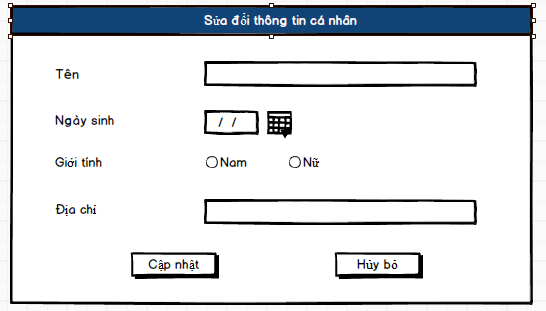 Sửa đổi thông tin cá nhân
Tên
Ngày sinh / /
Giới tính Nam Nữ
Địa chỉ
Cập nhật Hủy bỏ